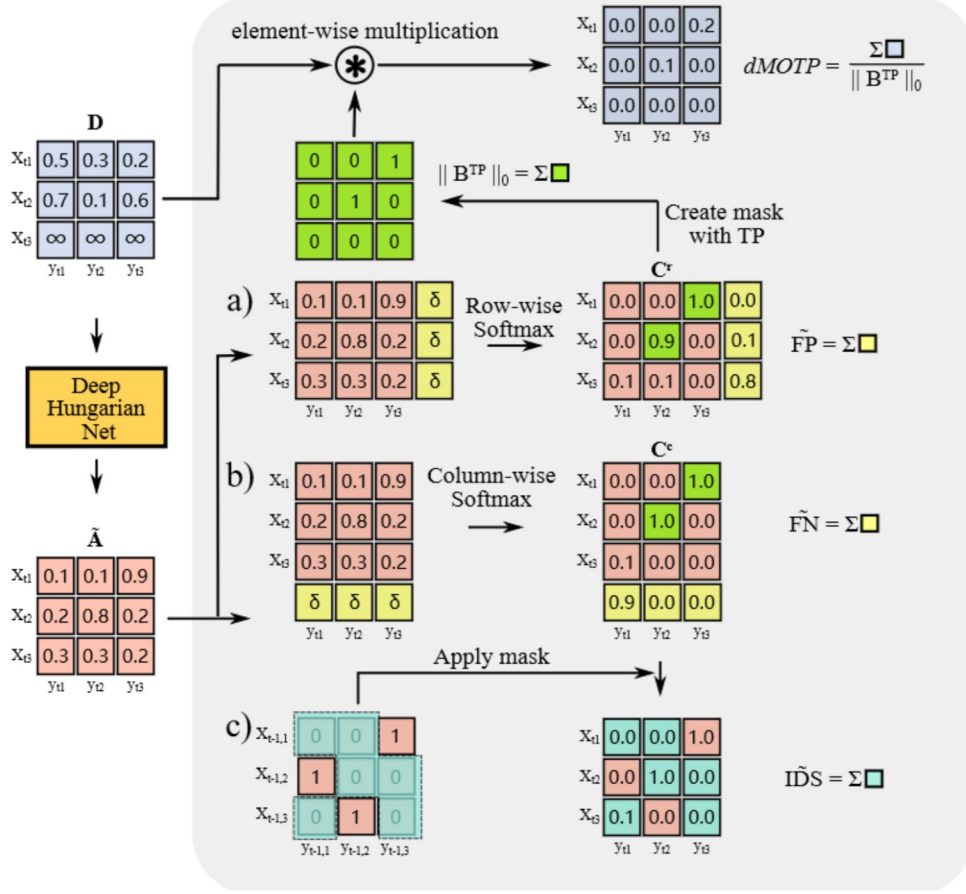 element-wise multiplication
X_t1 0.0 0.0 0.2
X_t2 0.0 0.1 0.0
X_t3 0.0 0.0 0.0
y_t1 y_t2 y_t3
dMOTP = Σ□ / || B^TP ||_0
D
X_t1 0.5 0.3 0.2
X_t2 0.7 0.1 0.6
X_t3 ∞ ∞ ∞
y_t1 y_t2 y_t3
0 0 1
0 1 0
0 0 0
|| B^TP ||_0 = Σ□
Create mask
with TP
Deep
Hungarian
Net
a)
X_t1 0.1 0.1 0.9 δ
X_t2 0.2 0.8 0.2 δ
X_t3 0.3 0.3 0.2 δ
y_t1 y_t2 y_t3
Row-wise
Softmax
C^r
X_t1 0.0 0.0 1.0 0.0
X_t2 0.0 0.9 0.0 0.1
X_t3 0.1 0.1 0.0 0.8
y_t1 y_t2 y_t3
F̃P = Σ□
Ã
X_t1 0.1 0.1 0.9
X_t2 0.2 0.8 0.2
X_t3 0.3 0.3 0.2
y_t1 y_t2 y_t3
b)
X_t1 0.1 0.1 0.9
X_t2 0.2 0.8 0.2
X_t3 0.3 0.3 0.2
δ δ δ
y_t1 y_t2 y_t3
Column-wise
Softmax
C^c
X_t1 0.0 0.0 1.0
X_t2 0.0 1.0 0.0
X_t3 0.1 0.0 0.0
0.9 0.0 0.0
y_t1 y_t2 y_t3
F̃N = Σ□
Apply mask
c)
X_t-1,1 0 0 1
X_t-1,2 1 0 0
X_t-1,3 0 1 0
y_t-1,1 y_t-1,2 y_t-1,3
X_t1 0.0 0.0 1.0
X_t2 0.0 1.0 0.0
X_t3 0.1 0.0 0.0
y_t1 y_t2 y_t3
ID̃S = Σ□